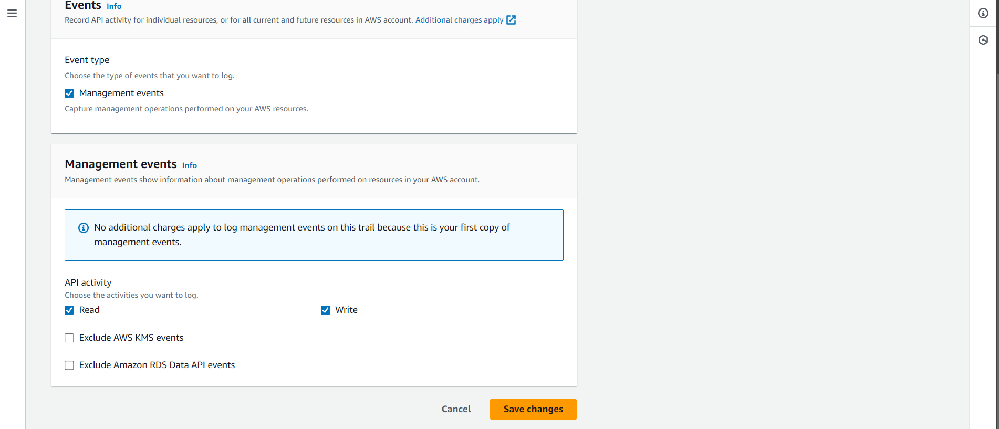 Events Info
Record API activity for individual resources, or for all current and future resources in AWS account. Additional charges apply
Event type
Choose the type of events that you want to log.
Management events
Capture management operations performed on your AWS resources.
Management events Info
Management events show information about management operations performed on resources in your AWS account.
No additional charges apply to log management events on this trail because this is your first copy of
management events.
API activity
Choose the activities you want to log.
Read Write
Exclude AWS KMS events
Exclude Amazon RDS Data API events
Cancel Save changes